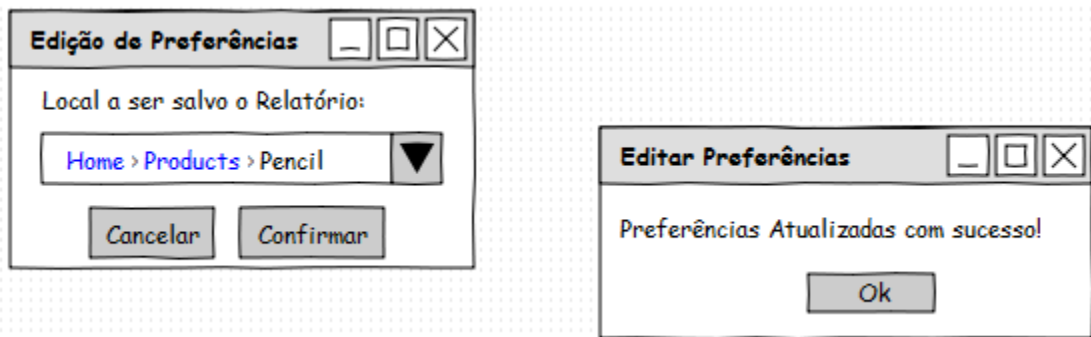 Edição de Preferências
Local a ser salvo o Relatório:
Home › Products › Pencil
Cancelar Confirmar
Editar Preferências
Preferências Atualizadas com sucesso!
Ok